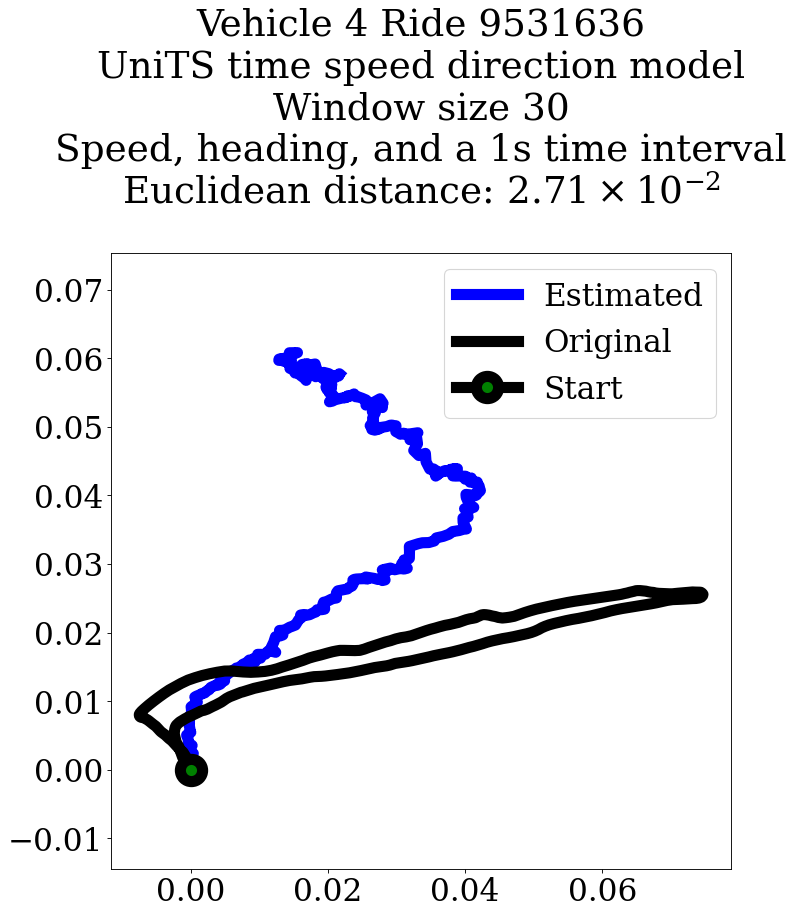 Vehicle 4 Ride 9531636
UniTS time speed direction model
Window size 30
Speed, heading, and a 1s time interval
Euclidean distance: 2.71 × 10⁻²
Estimated
Original
Start
0.07
0.06
0.05
0.04
0.03
0.02
0.01
0.00
−0.01
0.00 0.02 0.04 0.06